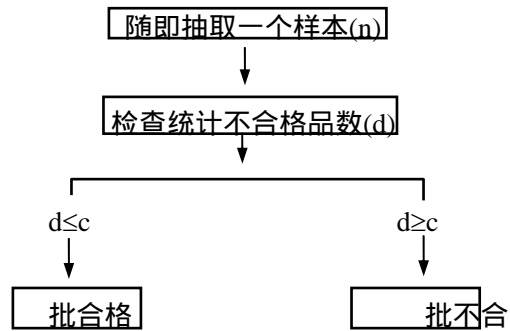 随即抽取一个样本(n)
检查统计不合格品数(d)
d≤c
d≥c
批合格
批不合